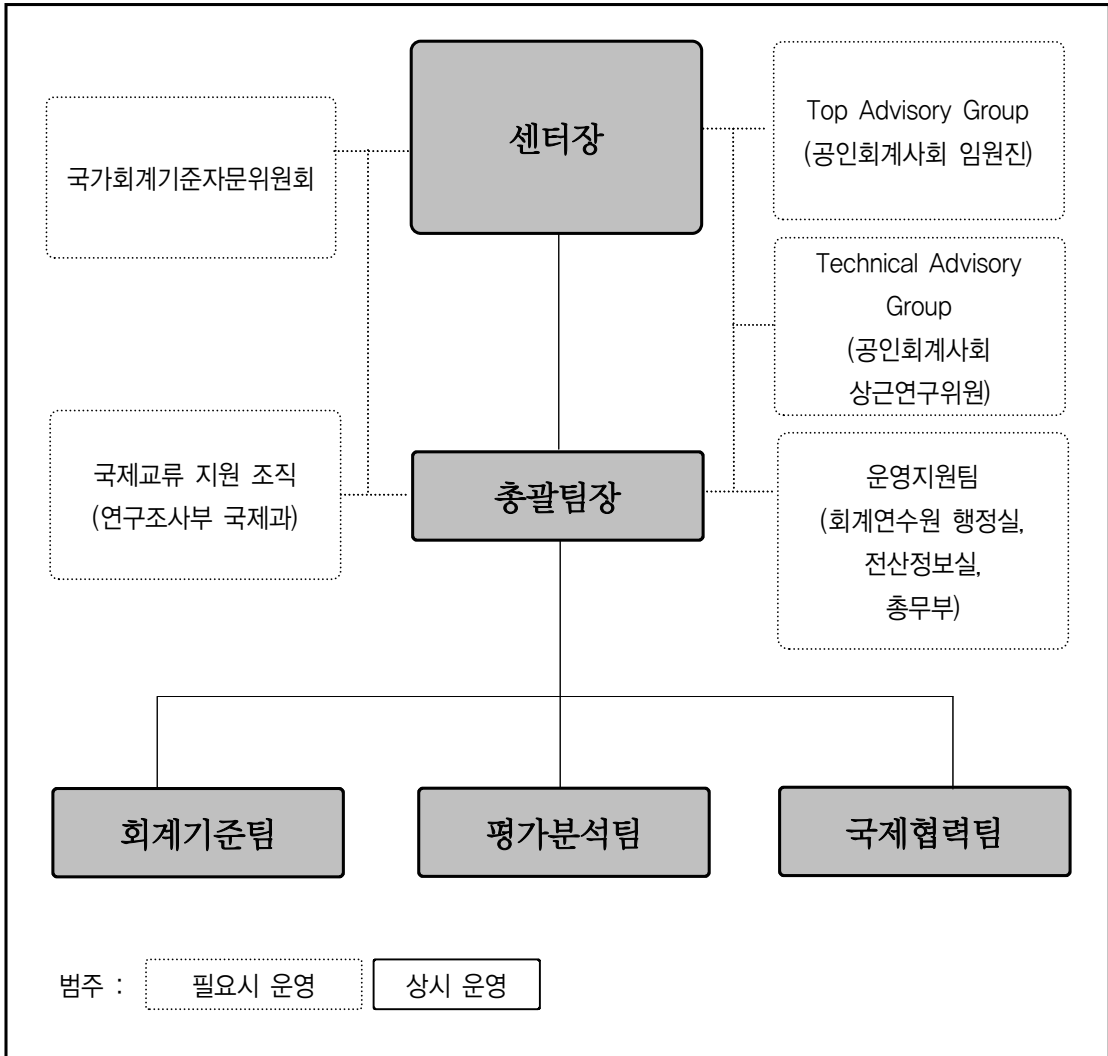 센터장
국가회계기준자문위원회
Top Advisory Group
(공인회계사회 임원진)
Technical Advisory
Group
(공인회계사회
상근연구위원)
국제교류 지원 조직
(연구조사부 국제과)
총괄팀장
운영지원팀
(회계연수원 행정실,
전산정보실,
총무부)
회계기준팀
평가분석팀
국제협력팀
범주 : 필요시 운영 상시 운영